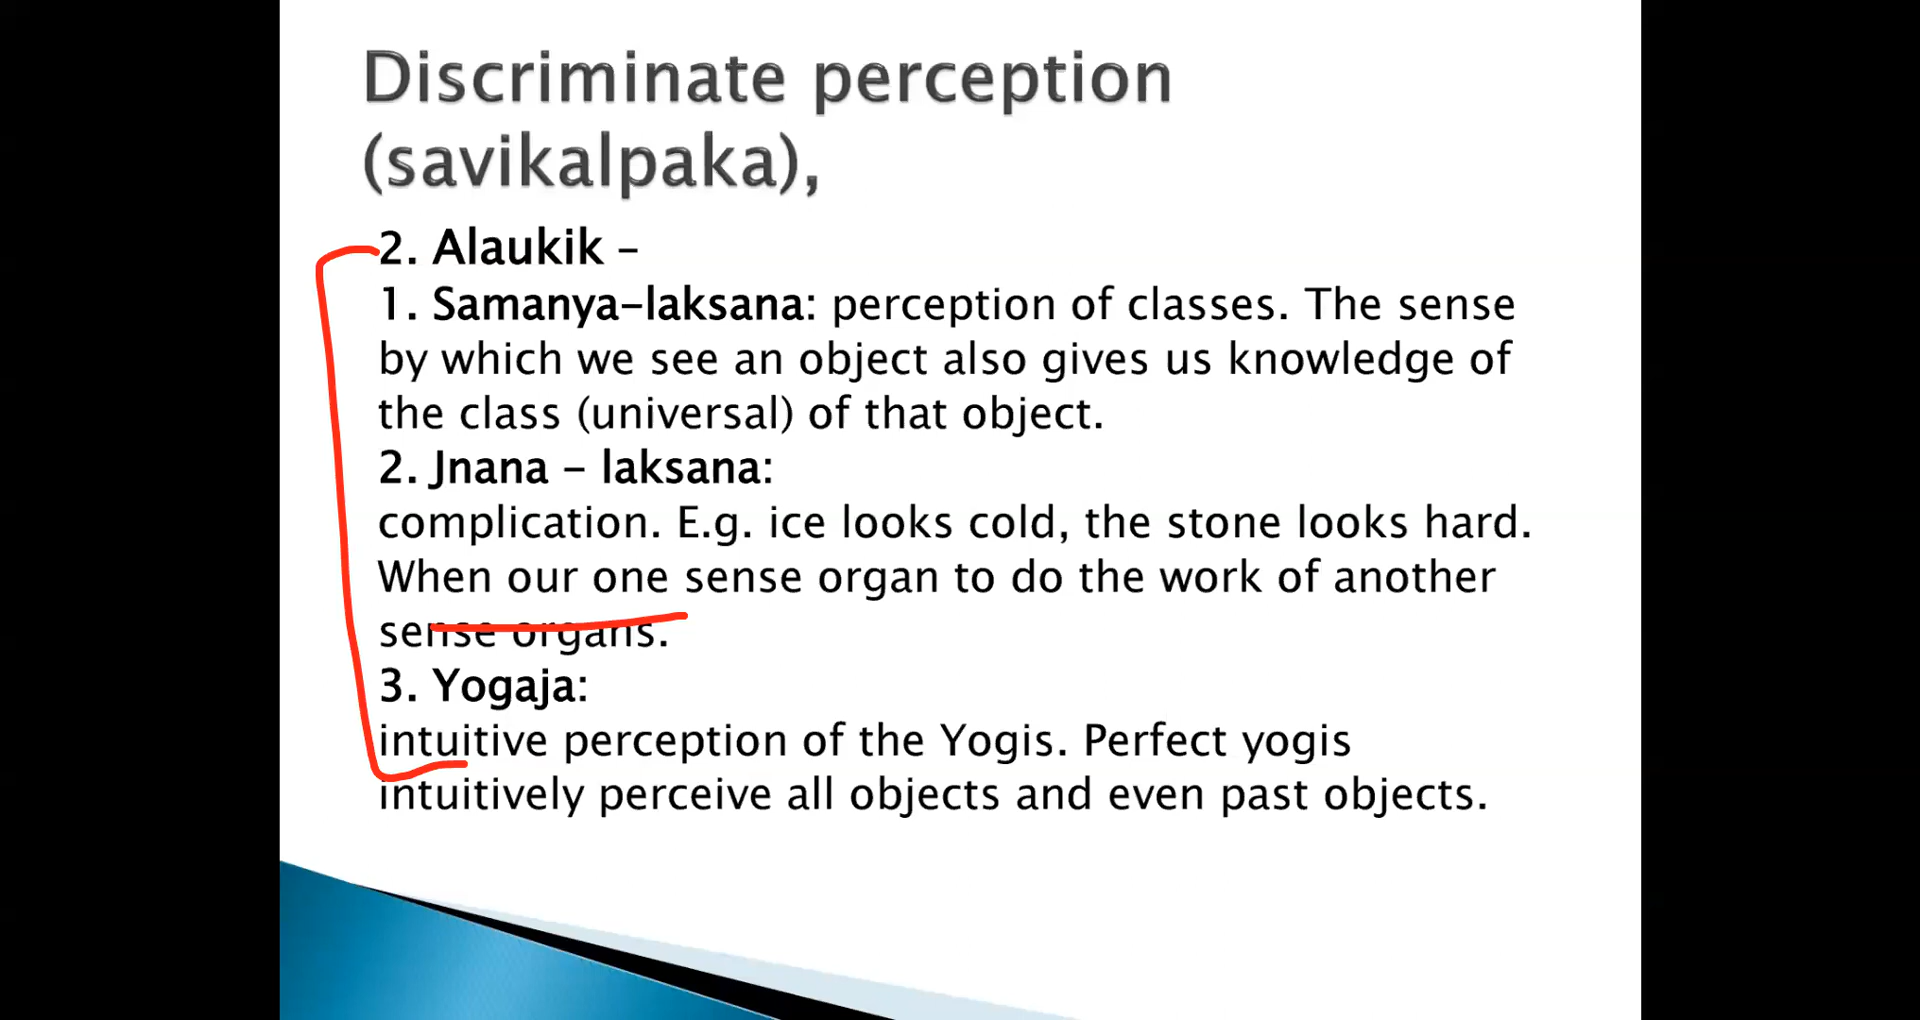 Discriminate perception
(savikalpaka),
2. Alaukik –
1. Samanya-laksana: perception of classes. The sense
by which we see an object also gives us knowledge of
the class (universal) of that object.
2. Jnana – laksana:
complication. E.g. ice looks cold, the stone looks hard.
When our one sense organ to do the work of another
sense organs.
3. Yogaja:
intuitive perception of the Yogis. Perfect yogis
intuitively perceive all objects and even past objects.